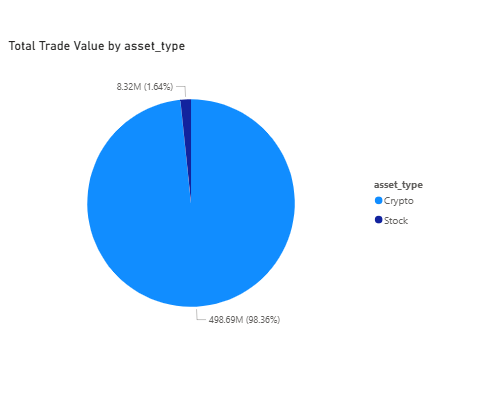 Total Trade Value by asset_type
8.32M (1.64%)
asset_type
Crypto
Stock
498.69M (98.36%)